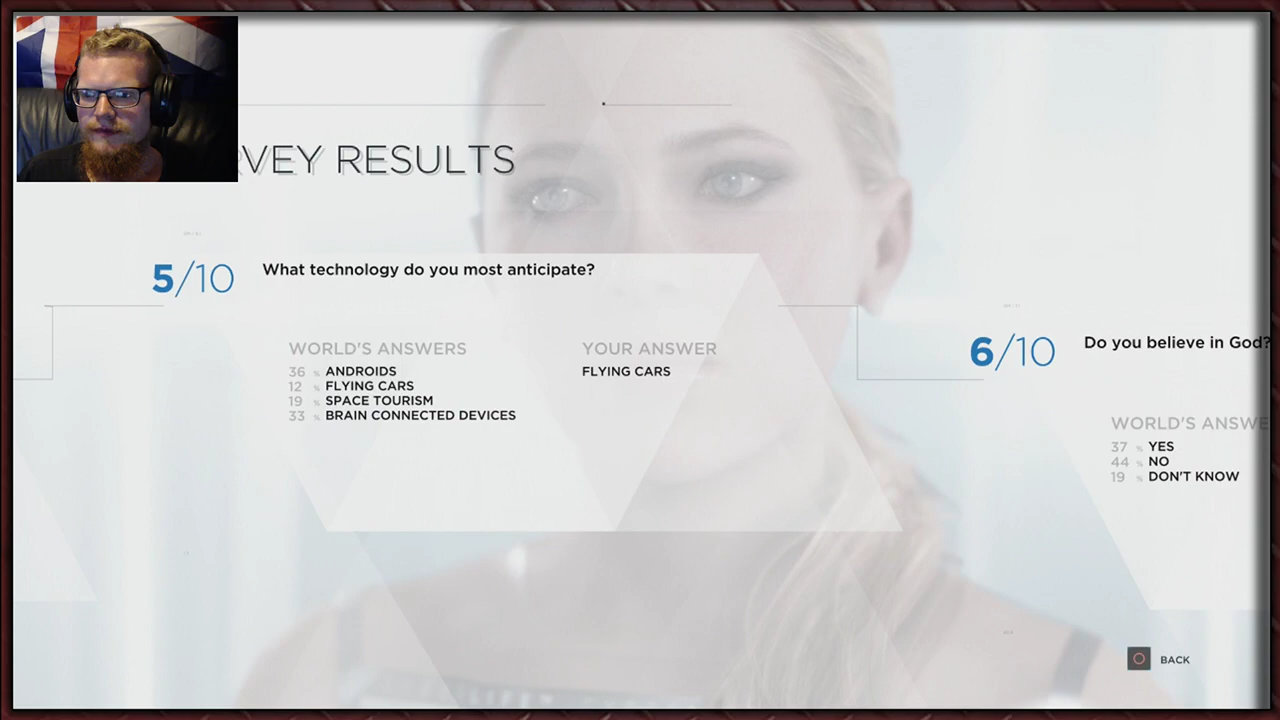 RVEY RESULTS
5/10 What technology do you most anticipate?
WORLD'S ANSWERS
36 % ANDROIDS
12 % FLYING CARS
19 % SPACE TOURISM
33 % BRAIN CONNECTED DEVICES
YOUR ANSWER
FLYING CARS
6/10 Do you believe in God?
WORLD'S ANSWE
37 % YES
44 % NO
19 % DON'T KNOW
BACK